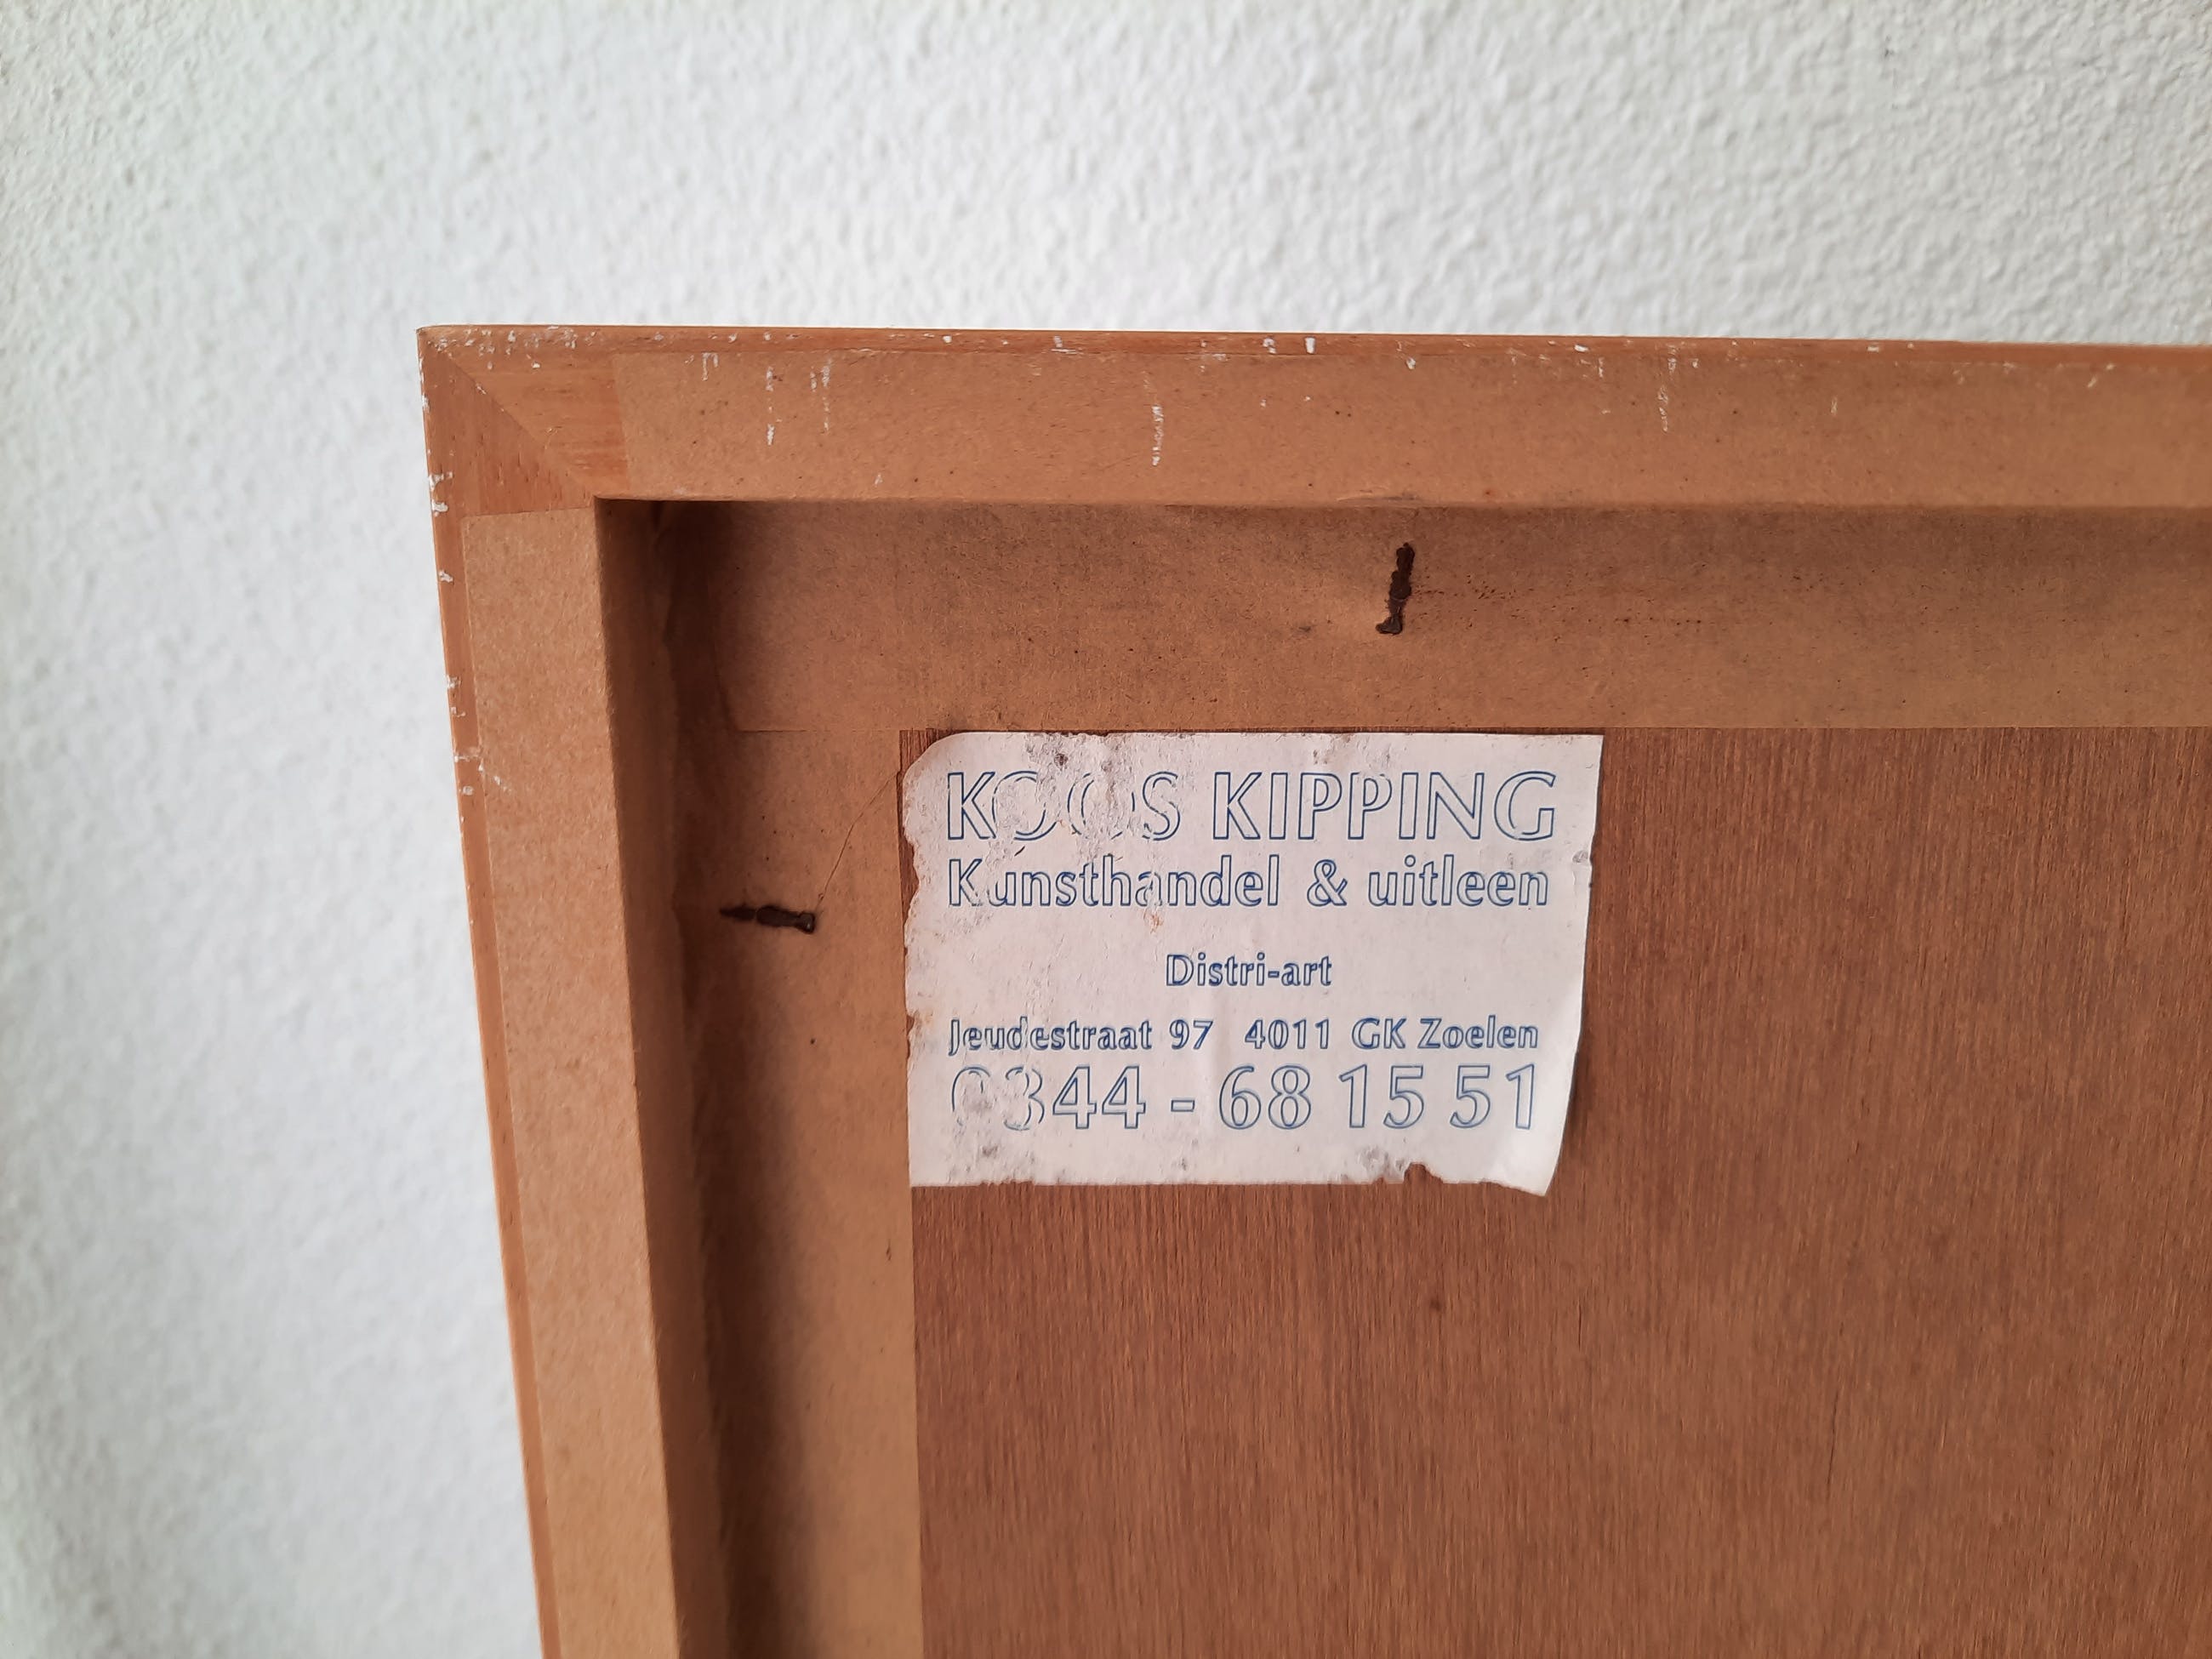 KOOS KIPPING
Kunsthandel & uitleen
Distri-art
Jeudestraat 97 4011 GK Zoelen
0344 - 68 15 51